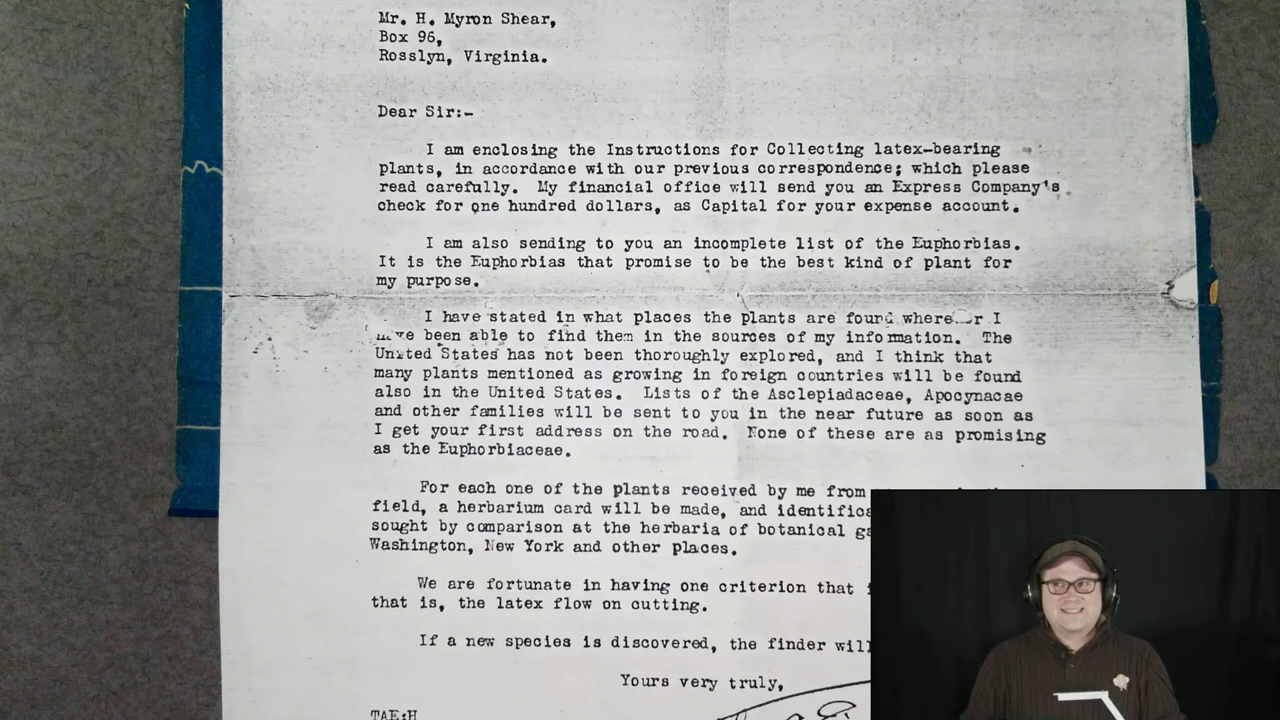 Mr. H. Myron Shear,
Box 96,
Rosslyn, Virginia.
Dear Sir:-
I am enclosing the Instructions for Collecting latex-bearing
plants, in accordance with our previous correspondence; which please
read carefully. My financial office will send you an Express Company's
check for one hundred dollars, as Capital for your expense account.
I am also sending to you an incomplete list of the Euphorbias.
It is the Euphorbias that promise to be the best kind of plant for
my purpose.
I have stated in what places the plants are found where I
have been able to find them in the sources of my information. The
United States has not been thoroughly explored, and I think that
many plants mentioned as growing in foreign countries will be found
also in the United States. Lists of the Asclepiadaceae, Apocynacae
and other families will be sent to you in the near future as soon as
I get your first address on the road. None of these are as promising
as the Euphorbiaceae.
For each one of the plants received by me from
field, a herbarium card will be made, and
sought by comparison at the herbaria of botanical
Washington, New York and other places.
We are fortunate in having one criterion that
that is, the latex flow on cutting.
If a new species is discovered, the finder will
Yours very truly,
TAE:H